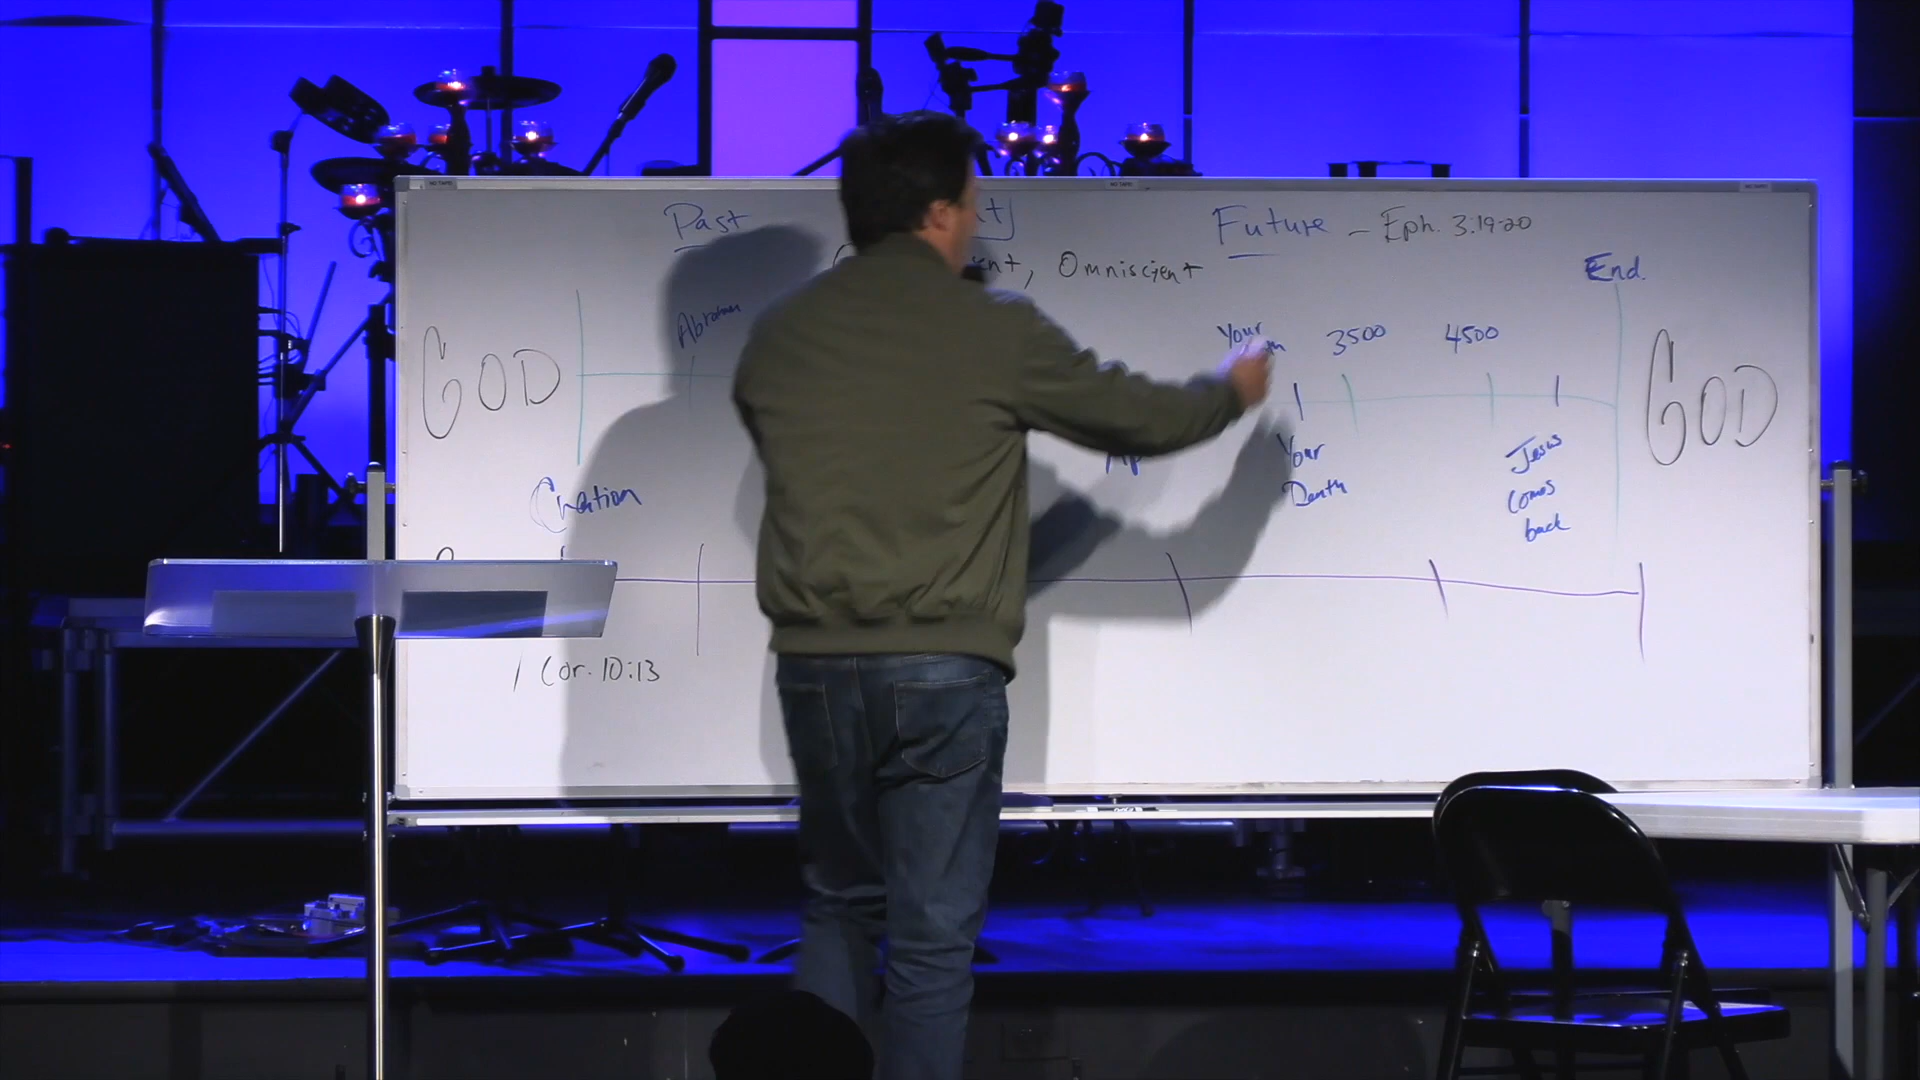 Past
Future - Eph. 3:19-20
Omniscient
End.
Abraham
Your
3500
4500
GOD
GOD
Your
Death
Jesus
Comes
back
Creation
1 Cor. 10:13